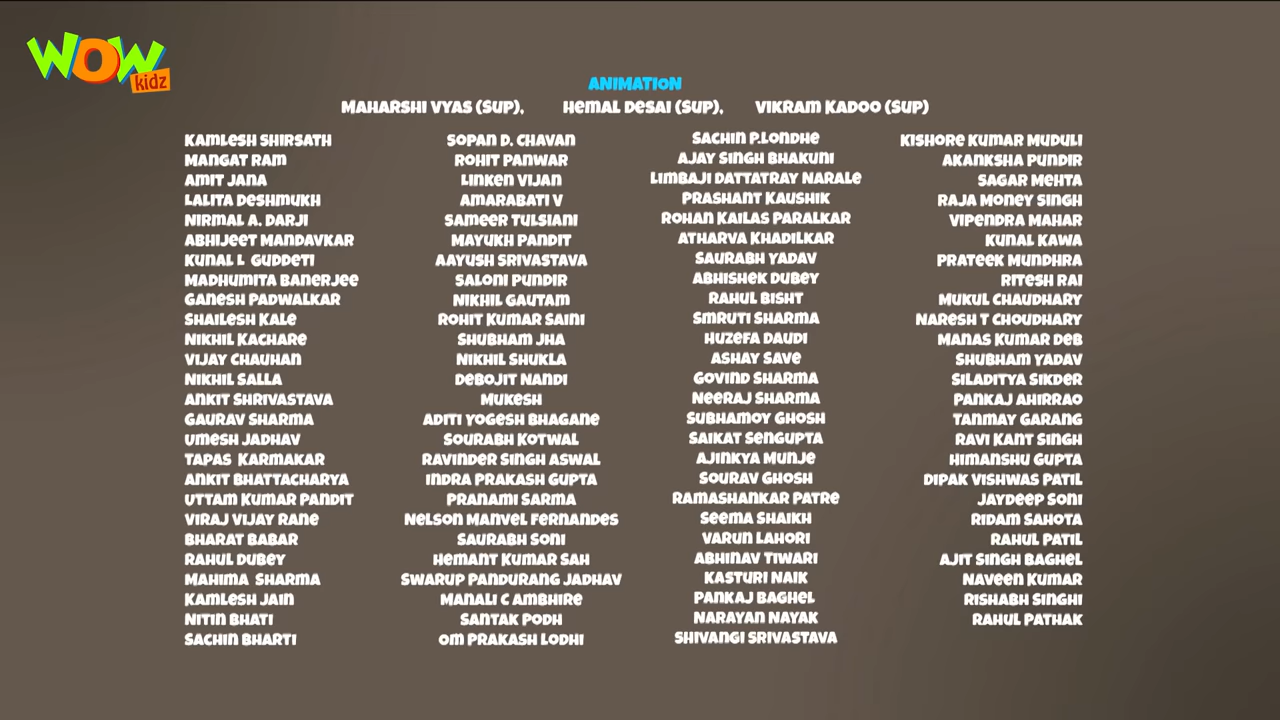 WOW
kidz
ANIMATION
MAHARSHI VYAS (SUP), HEMAL DESAI (SUP), VIKRAM KADOO (SUP)
KAMLESH SHIRSATH
MANGAT RAM
AMIT JANA
LALITA DESHMUKH
NIRMAL A. DARJI
ABHIJEET MANDAVKAR
KUNAL L GUDDETI
MADHUMITA BANERJEE
GANESH PADWALKAR
SHAILESH KALE
NIKHIL KACHARE
VIJAY CHAUHAN
NIKHIL SALLA
ANKIT SHRIVASTAVA
GAURAV SHARMA
UMESH JADHAV
TAPAS KARMAKAR
ANKIT BHATTACHARYA
UTTAM KUMAR PANDIT
VIRAJ VIJAY RANE
BHARAT BABAR
RAHUL DUBEY
MAHIMA SHARMA
KAMLESH JAIN
NITIN BHATI
SACHIN BHARTI
SOPAN D. CHAVAN
ROHIT PANWAR
LINKEN VIJAN
AMARABATI V
SAMEER TULSIANI
MAYUKH PANDIT
AAYUSH SRIVASTAVA
SALONI PUNDIR
NIKHIL GAUTAM
ROHIT KUMAR SAINI
SHUBHAM JHA
NIKHIL SHUKLA
DEBOJIT NANDI
MUKESH
ADITI YOGESH BHAGANE
SOURABH KOTWAL
RAVINDER SINGH ASWAL
INDRA PRAKASH GUPTA
PRANAMI SARMA
NELSON MANVEL FERNANDES
SAURABH SONI
HEMANT KUMAR SAH
SWARUP PANDURANG JADHAV
MANALI C AMBHIRE
SANTAK PODH
OM PRAKASH LODHI
SACHIN P.LONDHE
AJAY SINGH BHAKUNI
LIMBAJI DATTATRAY NARALE
PRASHANT KAUSHIK
ROHAN KAILAS PARALKAR
ATHARVA KHADILKAR
SAURABH YADAV
ABHISHEK DUBEY
RAHUL BISHT
SMRUTI SHARMA
HUZEFA DAUDI
ASHAY SAVE
GOVIND SHARMA
NEERAJ SHARMA
SUBHAMOY GHOSH
SAIKAT SENGUPTA
AJINKYA MUNJE
SOURAV GHOSH
RAMASHANKAR PATRE
SEEMA SHAIKH
VARUN LAHORI
ABHINAV TIWARI
KASTURI NAIK
PANKAJ BAGHEL
NARAYAN NAYAK
SHIVANGI SRIVASTAVA
KISHORE KUMAR MUDULI
AKANKSHA PUNDIR
SAGAR MEHTA
RAJA MONEY SINGH
VIPENDRA MAHAR
KUNAL KAWA
PRATEEK MUNDHRA
RITESH RAI
MUKUL CHAUDHARY
NARESH T CHOUDHARY
MANAS KUMAR DEB
SHUBHAM YADAV
SILADITYA SIKDER
PANKAJ AHIRRAO
TANMAY GARANG
RAVI KANT SINGH
HIMANSHU GUPTA
DIPAK VISHWAS PATIL
JAYDEEP SONI
RIDAM SAHOTA
RAHUL PATIL
AJIT SINGH BAGHEL
NAVEEN KUMAR
RISHABH SINGHI
RAHUL PATHAK